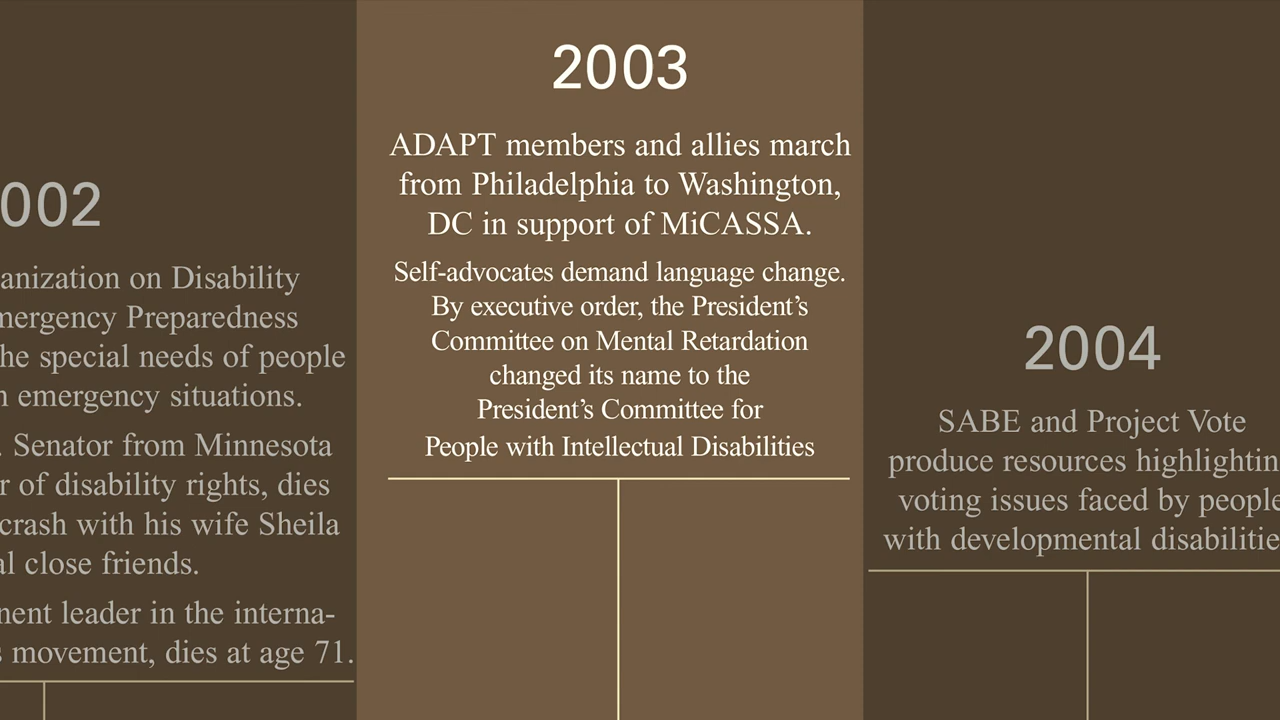 002
anization on Disability
mergency Preparedness
he special needs of people
n emergency situations.
. Senator from Minnesota
r of disability rights, dies
crash with his wife Sheila
al close friends.
nent leader in the interna-
s movement, dies at age 71.
2003
ADAPT members and allies march
from Philadelphia to Washington,
DC in support of MiCASSA.
Self-advocates demand language change.
By executive order, the President’s
Committee on Mental Retardation
changed its name to the
President’s Committee for
People with Intellectual Disabilities
2004
SABE and Project Vote
produce resources highlightin
voting issues faced by people
with developmental disabilitie